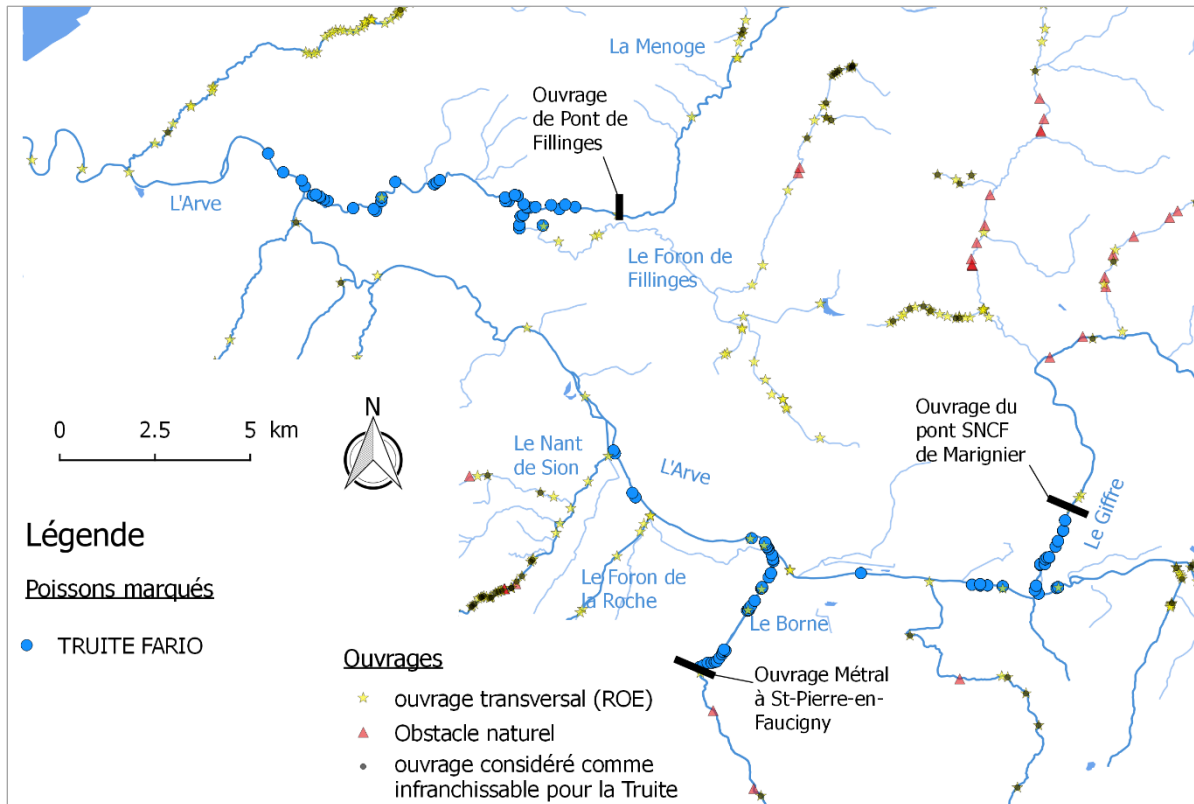 La Menoge
Ouvrage
de Pont de
Fillinges
L'Arve
Le Foron de
Fillinges
0 2.5 5 km
N
Ouvrage du
pont SNCF
de Marignier
Le Nant
de Sion
L'Arve
Le Giffre
Légende
Poissons marqués
TRUITE FARIO
Le Foron de
la Roche
Le Borne
Ouvrages
ouvrage transversal (ROE)
Obstacle naturel
ouvrage considéré comme
infranchissable pour la Truite
Ouvrage Métral
à St-Pierre-en-
Faucigny